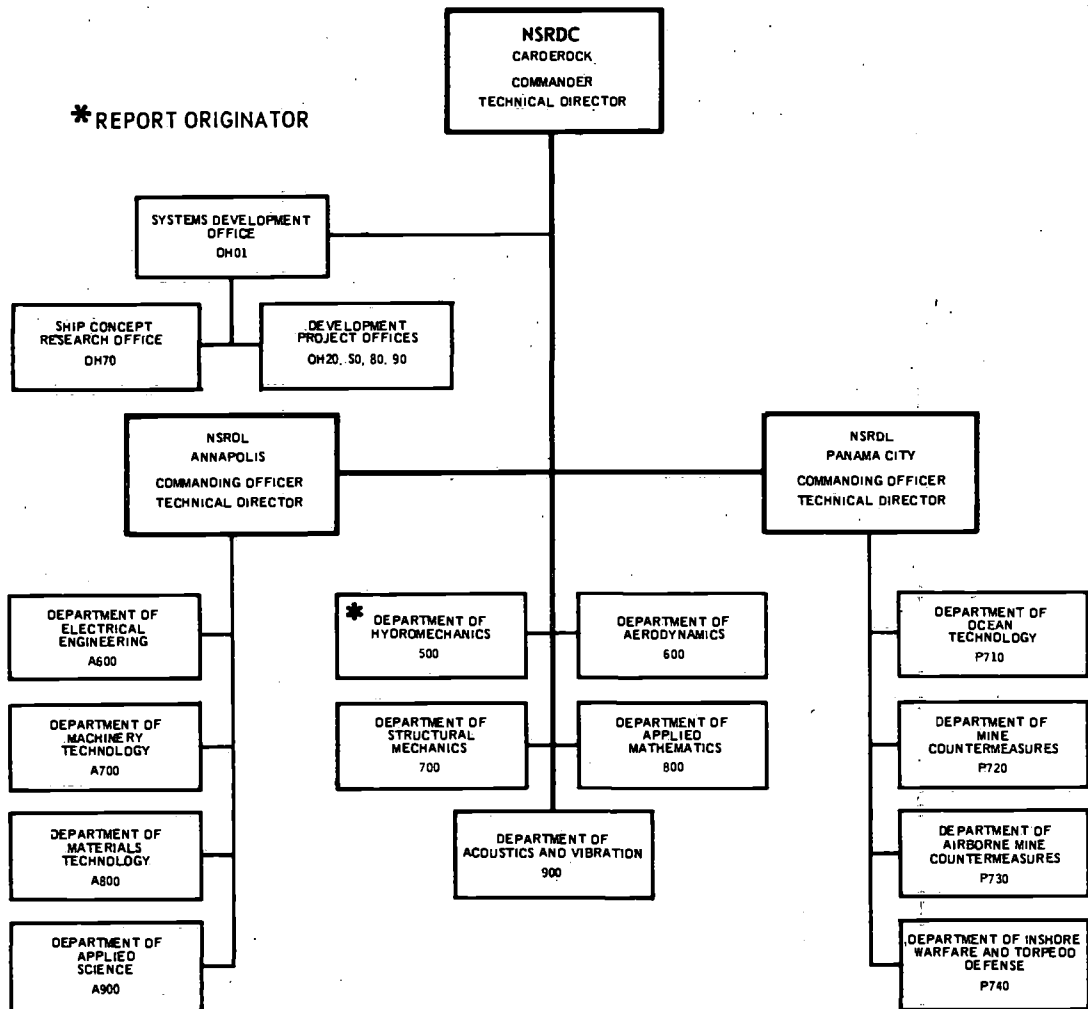 NSRDC
CARDEROCK
COMMANDER
TECHNICAL DIRECTOR
*REPORT ORIGINATOR
SYSTEMS DEVELOPMENT
OFFICE
OH01
SHIP CONCEPT
RESEARCH OFFICE
OH70
DEVELOPMENT
PROJECT OFFICES
OH20, 50, 80, 90
NSRDL
ANNAPOLIS
COMMANDING OFFICER
TECHNICAL DIRECTOR
NSRDL
PANAMA CITY
COMMANDING OFFICER
TECHNICAL DIRECTOR
DEPARTMENT OF
ELECTRICAL
ENGINEERING
A600
*
DEPARTMENT OF
HYDROMECHANICS
500
DEPARTMENT OF
AERODYNAMICS
600
DEPARTMENT OF
OCEAN
TECHNOLOGY
P710
DEPARTMENT OF
MACHINERY
TECHNOLOGY
A700
DEPARTMENT OF
STRUCTURAL
MECHANICS
700
DEPARTMENT OF
APPLIED
MATHEMATICS
800
DEPARTMENT OF
MINE
COUNTERMEASURES
P720
DEPARTMENT OF
MATERIALS
TECHNOLOGY
A800
DEPARTMENT OF
ACOUSTICS AND VIBRATION
900
DEPARTMENT OF
AIRBORNE MINE
COUNTERMEASURES
P730
DEPARTMENT OF
APPLIED
SCIENCE
A900
DEPARTMENT OF INSHORE
WARFARE AND TORPEDO
DEFENSE
P740